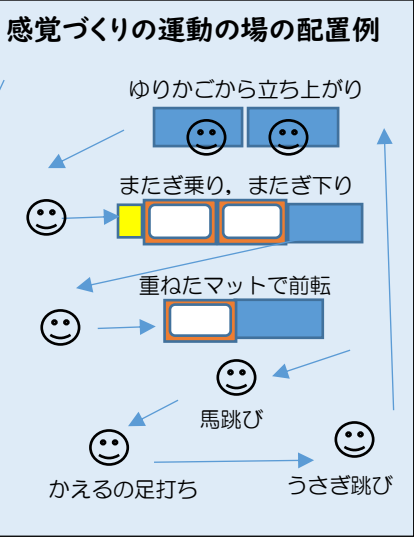 感覚づくりの運動の場の配置例
ゆりかごから立ち上がり
またぎ乗り，またぎ下り
重ねたマットで前転
馬跳び
かえるの足打ち
うさぎ跳び